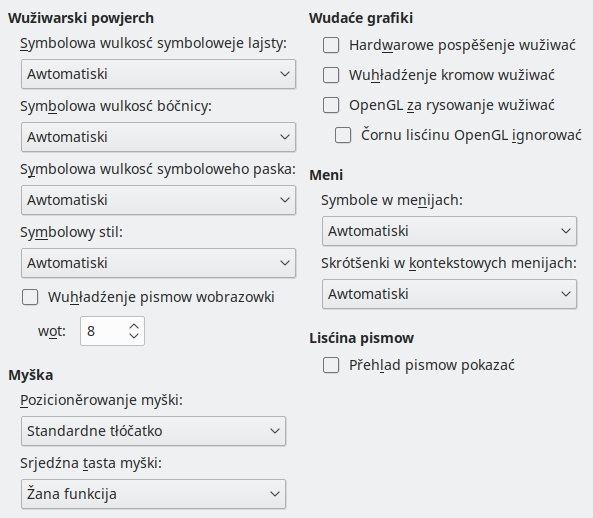 Wužiwarski powjerch
Symbolowa wulkosć symboloweje lajsty:
Awtomatiski
Symbolowa wulkosć bóčnicy:
Awtomatiski
Symbolowa wulkosć symboloweho paska:
Awtomatiski
Symbolowy stil:
Awtomatiski
Wuhładźenje pismow wobrazowki
wot:
8
Myška
Pozicioněrowanje myški:
Standardne tłóčatko
Srjedźna tasta myški:
Žana funkcija
Wudaće grafiki
Hardwarowe pospěšenje wužiwać
Wuhładźenje kromow wužiwać
OpenGL za rysowanje wužiwać
Čornu lisćinu OpenGL ignorować
Meni
Symbole w menijach:
Awtomatiski
Skrótšenki w kontekstowych menijach:
Awtomatiski
Lisćina pismow
Přehlad pismow pokazać